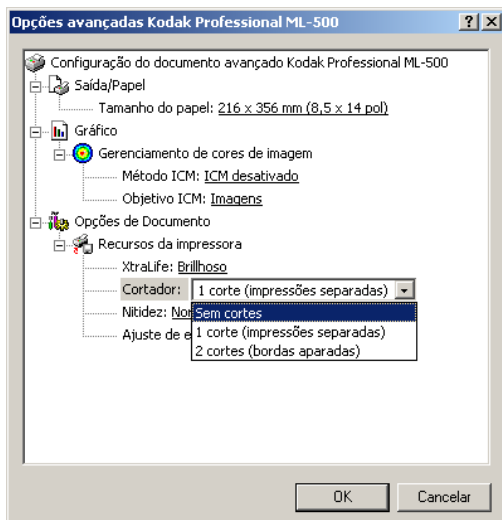 Opções avançadas Kodak Professional ML-500
Configuração do documento avançado Kodak Professional ML-500
Saída/Papel
Tamanho do papel: 216 x 356 mm (8,5 x 14 pol)
Gráfico
Gerenciamento de cores de imagem
Método ICM: ICM desativado
Objetivo ICM: Imagens
Opções de Documento
Recursos da impressora
XtraLife: Brillhoso
Cortador: 1 corte (impressões separadas)
Nitidez: Nor
Sem cortes
1 corte (impressões separadas)
Ajuste de e
2 cortes (bordas aparadas)
OK Cancelar